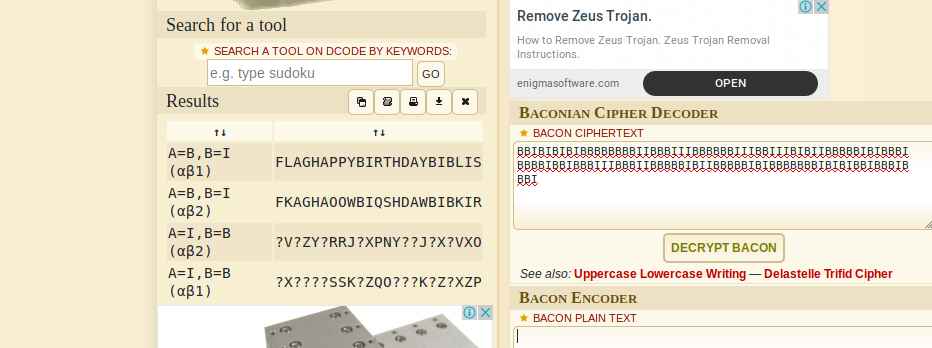 Search for a tool
SEARCH A TOOL ON DCODE BY KEYWORDS:
e.g. type sudoku
GO
Results
↑↓ ↑↓
A=B,B=I
(αβ1)
FLAGHAPPYBIRTHDAYBIBLIS
A=B,B=I
(αβ2)
FKAGHAOOWBIQSHDAWBIBKIR
A=I,B=B
(αβ2)
?V?ZY?RRJ?XPNY??J?X?VXO
A=I,B=B
(αβ1)
?X????SSK?ZQO???K?Z?XZP
Remove Zeus Trojan.
How to Remove Zeus Trojan. Zeus Trojan Removal
Instructions.
enigmasoftware.com
OPEN
BACONIAN CIPHER DECODER
BACON CIPHERTEXT
BBIBIBIBIBBBBBBBBIIBBBIIIBBBBBBIIIBBIIIBIBIIBBBBBIBIBBBI
BBBBIBBIBBBIIIBBBIIBBBBBIBIIBBBBBIBIBBBBBBBIBIBIBBIBBBIB
BBI
DECRYPT BACON
See also: Uppercase Lowercase Writing — Delastelle Trifid Cipher
BACON ENCODER
BACON PLAIN TEXT